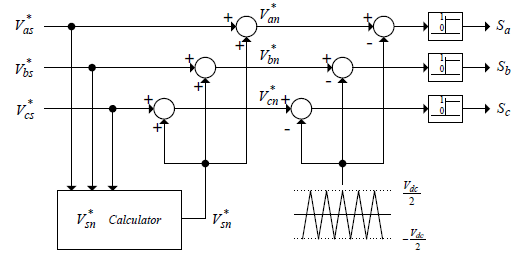 V*as + + V*an + - 1 0 Sa
V*bs + + V*bn + - 1 0 Sb
V*cs + + V*cn + - 1 0 Sc
V*sn Calculator V*sn
Vdc/2
-Vdc/2